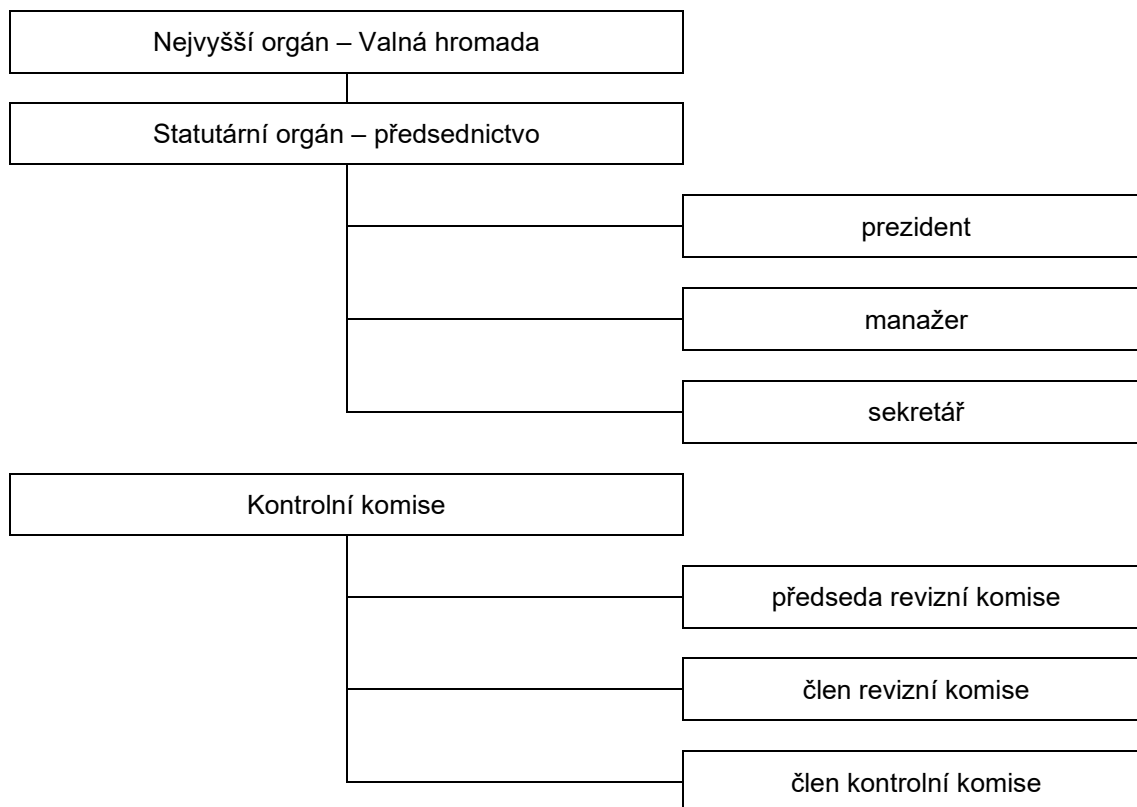 Nejvyšší orgán – Valná hromada
Statutární orgán – předsednictvo
prezident
manažer
sekretář
Kontrolní komise
předseda revizní komise
člen revizní komise
člen kontrolní komise